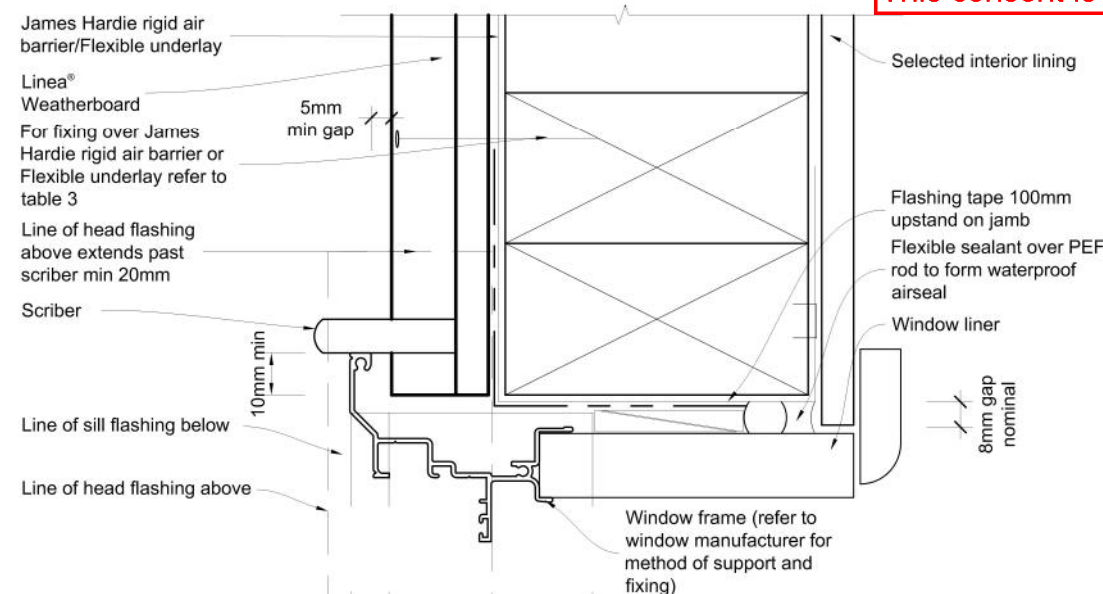 This consent is
James Hardie rigid air
barrier/Flexible underlay
Linea®
Weatherboard
5mm
min gap
For fixing over James
Hardie rigid air barrier or
Flexible underlay refer to
table 3
Line of head flashing
above extends past
scriber min 20mm
Scriber
10mm min
Line of sill flashing below
Line of head flashing above
Selected interior lining
Flashing tape 100mm
upstand on jamb
Flexible sealant over PEF
rod to form waterproof
airseal
Window liner
8mm gap
nominal
Window frame (refer to
window manufacturer for
method of support and
fixing)